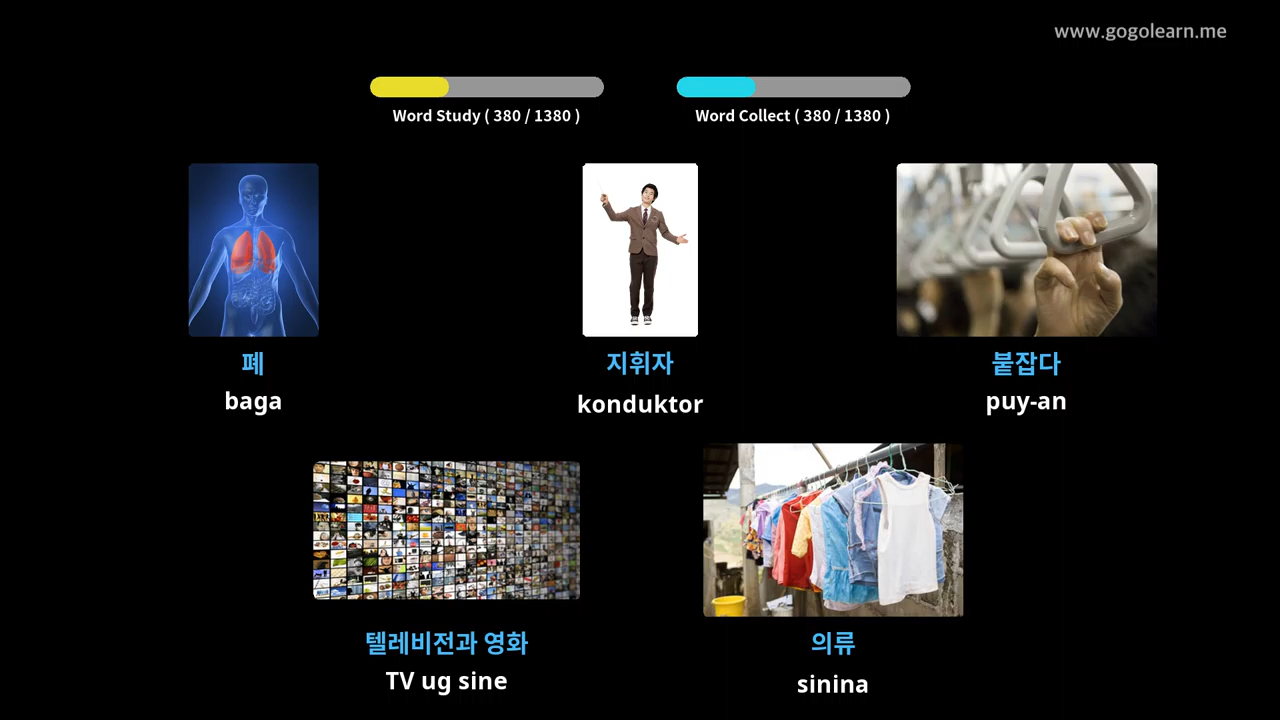 www.gogolearn.me
Word Study ( 380 / 1380 )
Word Collect ( 380 / 1380 )
폐
baga
지휘자
konduktor
붙잡다
puy-an
텔레비전과 영화
TV ug sine
의류
sinina